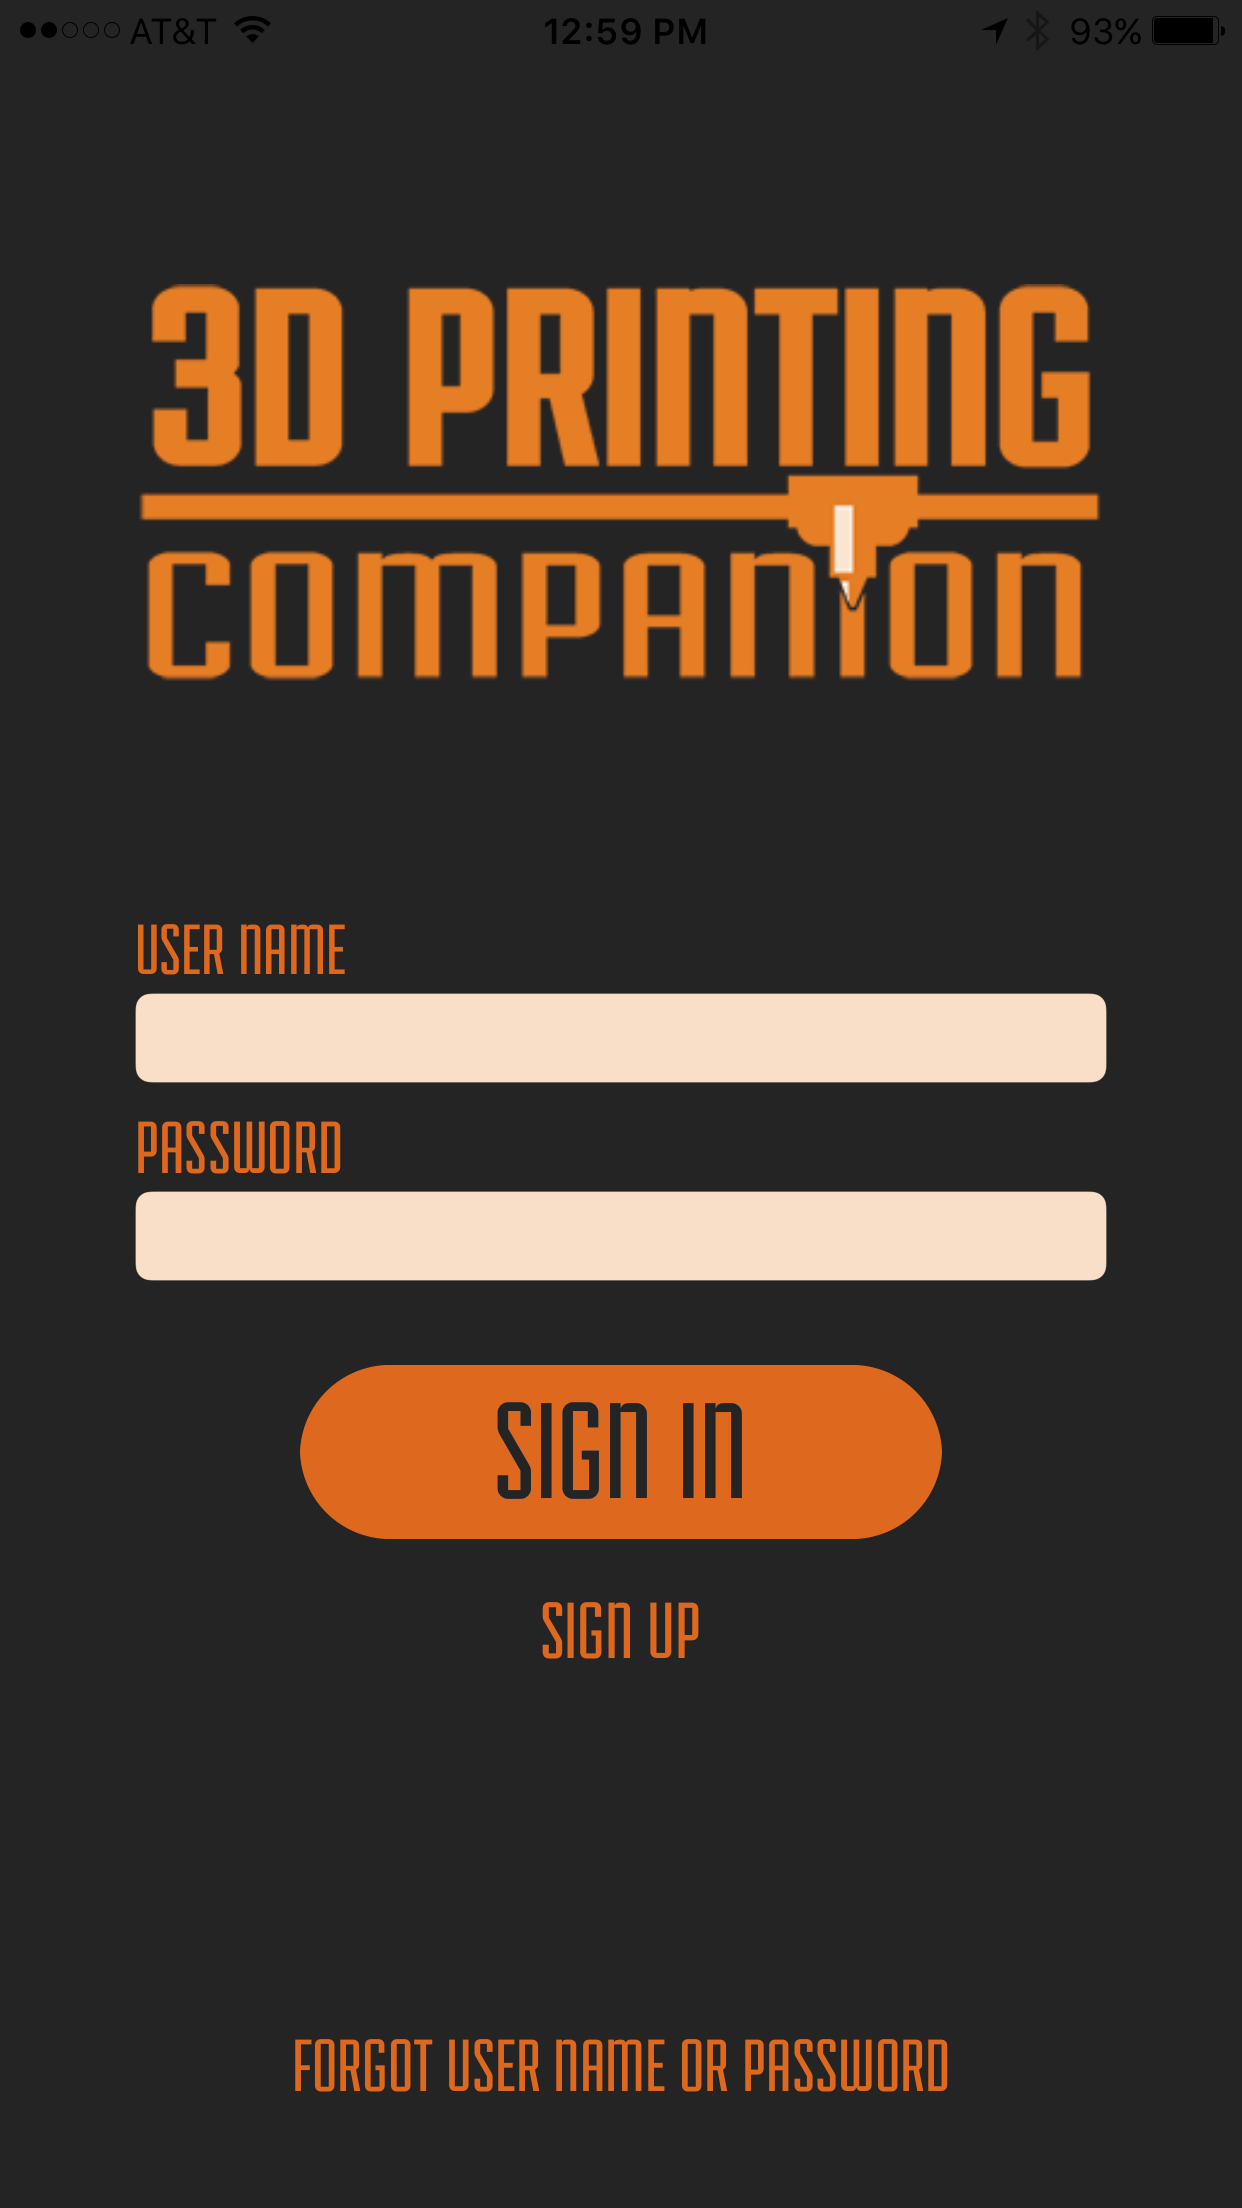 AT&T 12:59 PM 93%
3D PRINTING
COMPANION
USER NAME
PASSWORD
SIGN IN
SIGN UP
FORGOT USER NAME OR PASSWORD